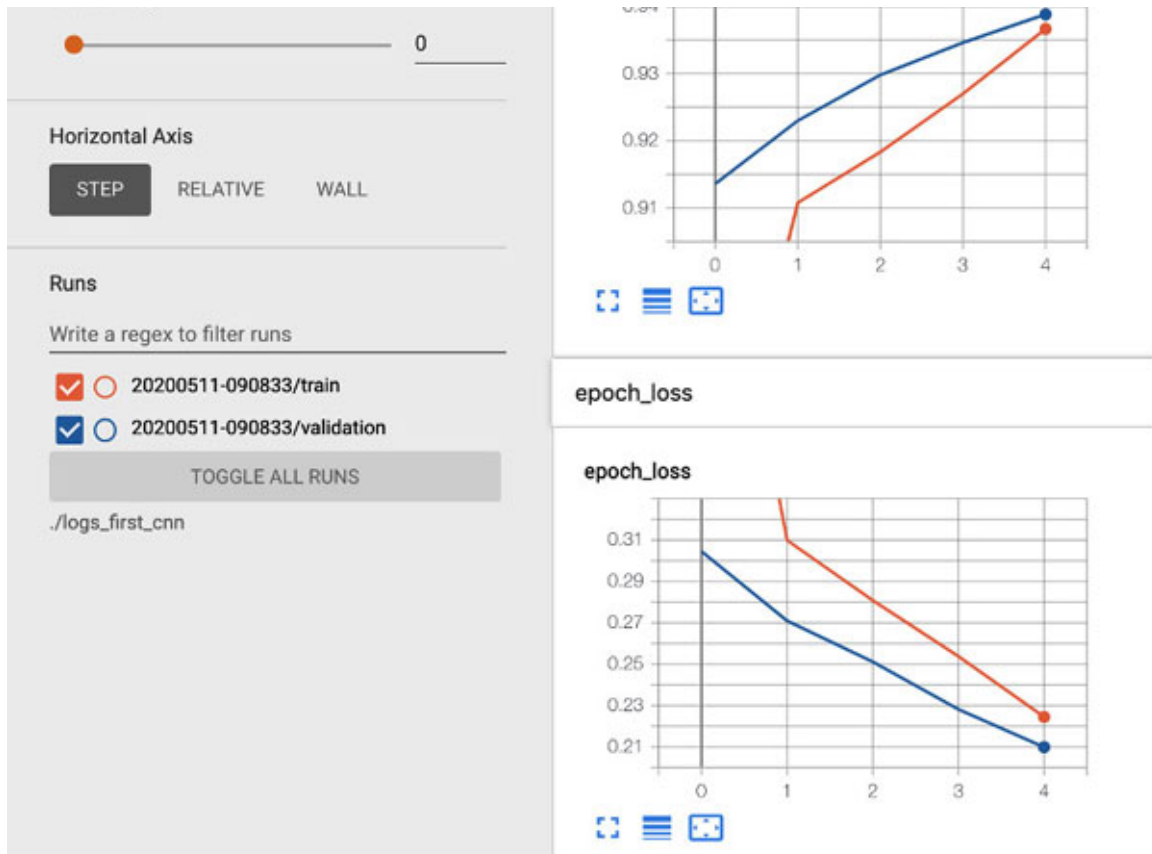 0
Horizontal Axis
STEP RELATIVE WALL
Runs
Write a regex to filter runs
20200511-090833/train
20200511-090833/validation
TOGGLE ALL RUNS
./logs_first_cnn
0.93
0.92
0.91
0 1 2 3 4
epoch_loss
epoch_loss
0.31
0.29
0.27
0.25
0.23
0.21
0 1 2 3 4